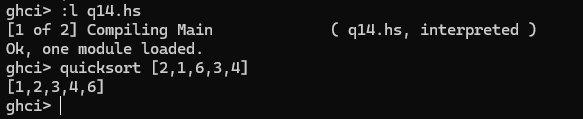 ghci> :l q14.hs
[1 of 2] Compiling Main             ( q14.hs, interpreted )
Ok, one module loaded.
ghci> quicksort [2,1,6,3,4]
[1,2,3,4,6]
ghci>